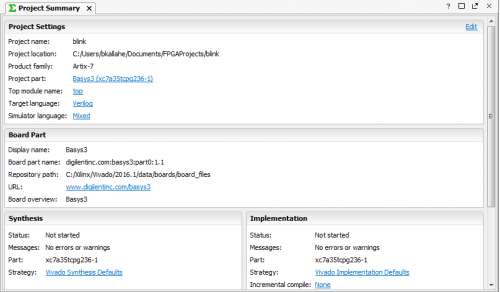 Project Summary
Project Settings Edit
Project name: blink
Project location: C:/Users/bkallahe/Documents/FPGAProjects/blink
Product family: Artix-7
Project part: Basys3 (xc7a35tcpg236-1)
Top module name: top
Target language: Verilog
Simulator language: Mixed
Board Part
Display name: Basys3
Board part name: digilentinc.com:basys3:part0:1.1
Repository path: C:/Xilinx/Vivado/2016.1/data/boards/board_files
URL: www.digilentinc.com/basys3
Board overview: Basys3
Synthesis
Status: Not started
Messages: No errors or warnings
Part: xc7a35tcpg236-1
Strategy: Vivado Synthesis Defaults
Implementation
Status: Not started
Messages: No errors or warnings
Part: xc7a35tcpg236-1
Strategy: Vivado Implementation Defaults
Incremental compile: None